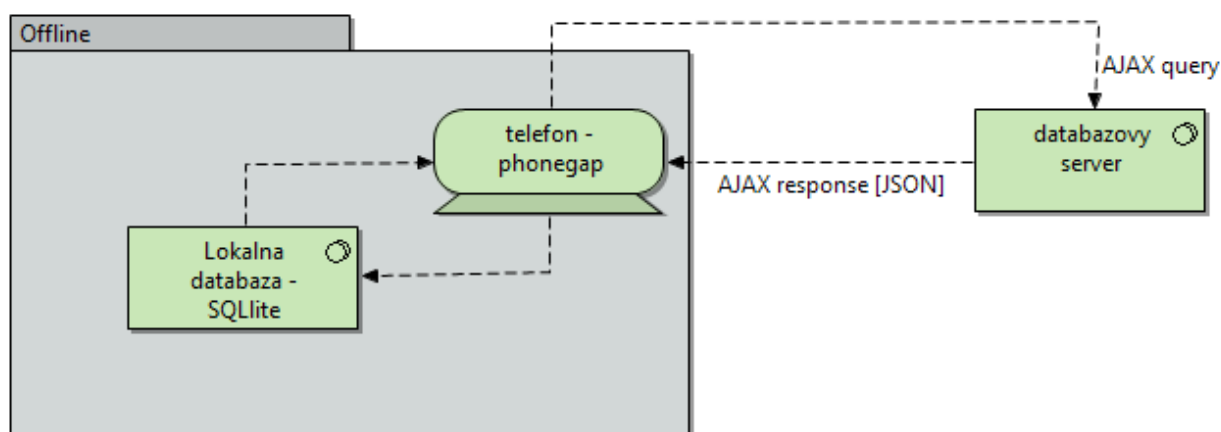 Offline
AJAX query
telefon -
phonegap
databazovy
server
AJAX response [JSON]
Lokalna
databaza -
SQLlite